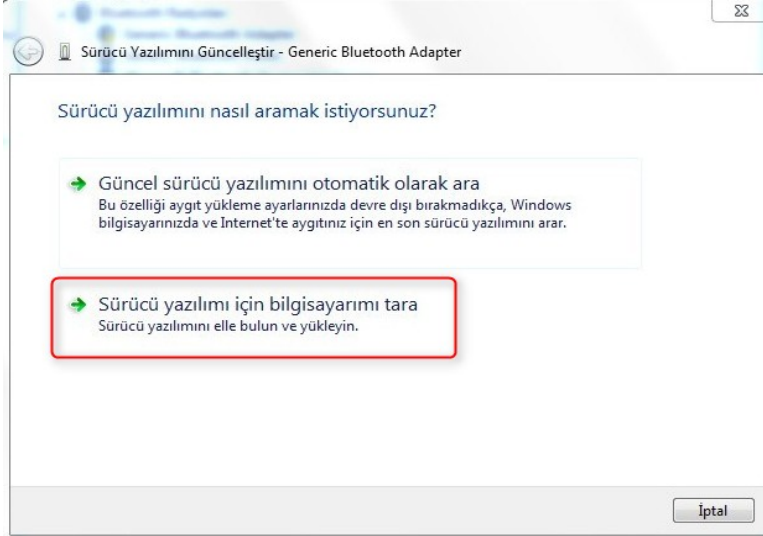 Sürücü Yazılımını Güncelleştir - Generic Bluetooth Adapter
Sürücü yazılımını nasıl aramak istiyorsunuz?
Güncel sürücü yazılımını otomatik olarak ara
Bu özelliği aygıt yükleme ayarlarınızda devre dışı bırakmadıkça, Windows
bilgisayarınızda ve Internet'te aygıtınız için en son sürücü yazılımını arar.
Sürücü yazılımı için bilgisayarımı tara
Sürücü yazılımını elle bulun ve yükleyin.
İptal